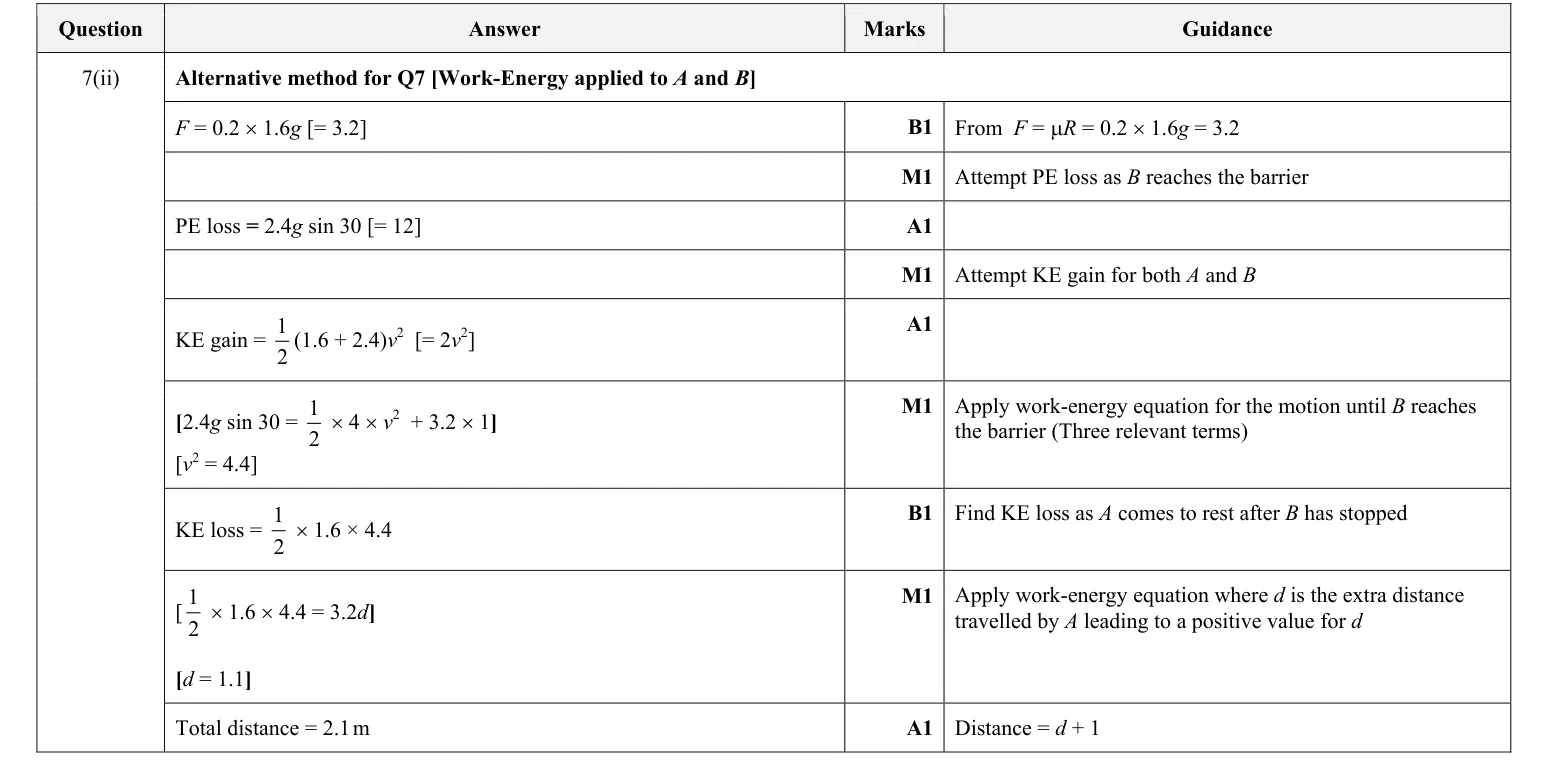 Question Answer Marks Guidance
7(ii) Alternative method for Q7 [Work-Energy applied to A and B]
F = 0.2 × 1.6g [= 3.2] B1 From F = μR = 0.2 × 1.6g = 3.2
M1 Attempt PE loss as B reaches the barrier
PE loss = 2.4g sin 30 [= 12] A1
M1 Attempt KE gain for both A and B
KE gain = 1/2 (1.6 + 2.4)v² [= 2v²] A1
[2.4g sin 30 = 1/2 × 4 × v² + 3.2 × 1] M1 Apply work-energy equation for the motion until B reaches
the barrier (Three relevant terms)
[v² = 4.4]
KE loss = 1/2 × 1.6 × 4.4 B1 Find KE loss as A comes to rest after B has stopped
[1/2 × 1.6 × 4.4 = 3.2d] M1 Apply work-energy equation where d is the extra distance
travelled by A leading to a positive value for d
[d = 1.1]
Total distance = 2.1 m A1 Distance = d + 1